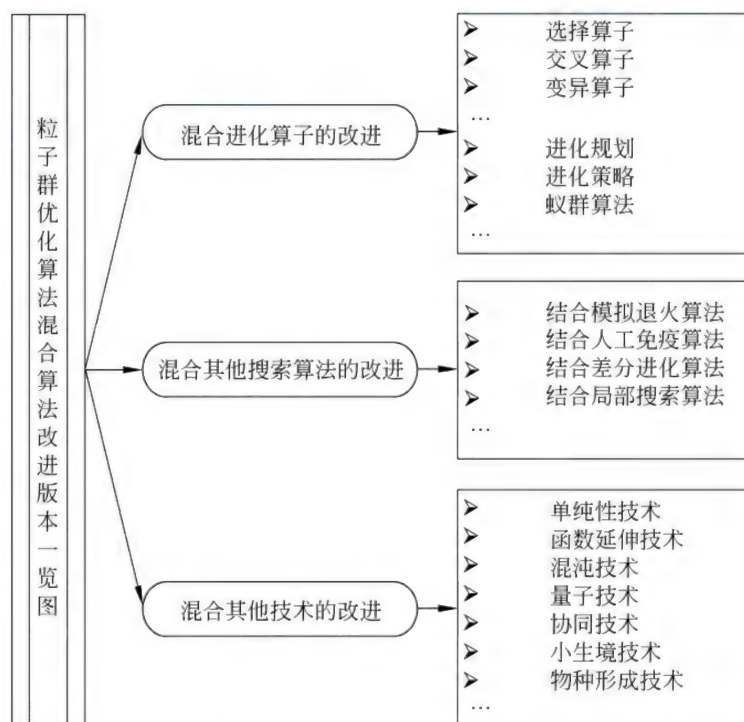 粒子群优化算法混合算法改进版本一览图
混合进化算子的改进
选择算子
交叉算子
变异算子
…
进化规划
进化策略
蚁群算法
…
混合其他搜索算法的改进
结合模拟退火算法
结合人工免疫算法
结合差分进化算法
结合局部搜索算法
…
混合其他技术的改进
单纯性技术
函数延伸技术
混沌技术
量子技术
协同技术
小生境技术
物种形成技术
…